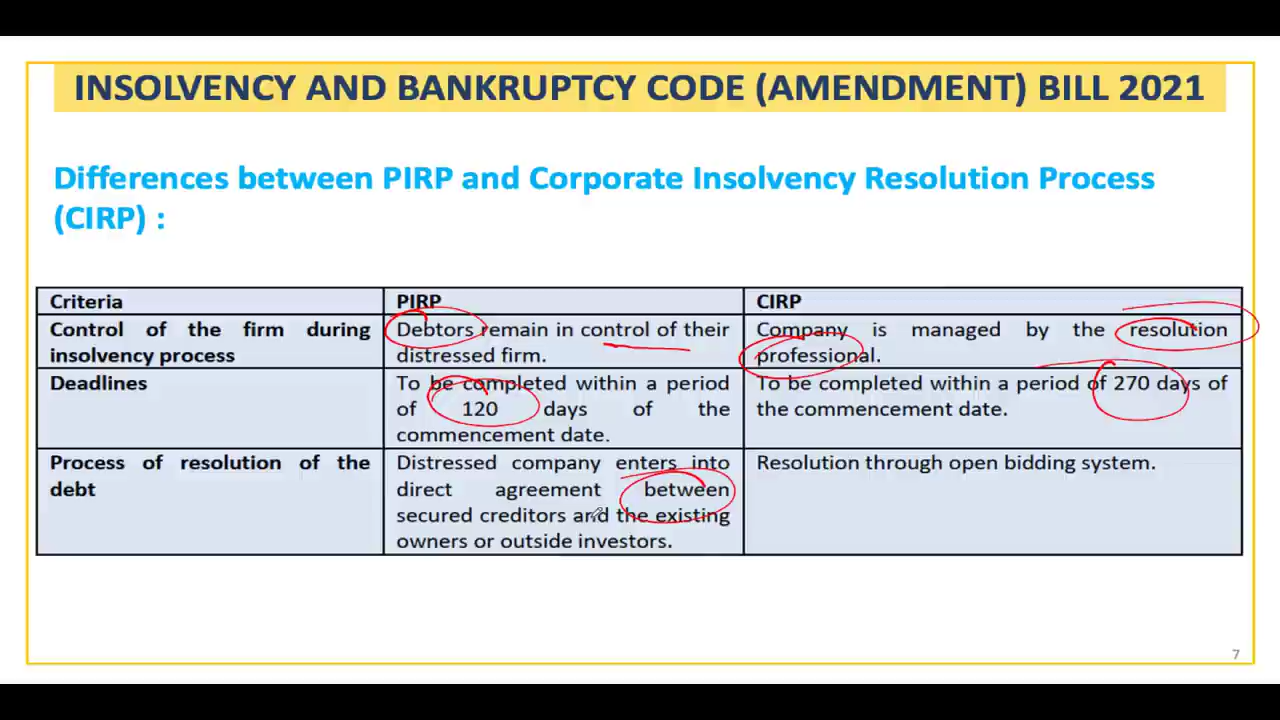 INSOLVENCY AND BANKRUPTCY CODE (AMENDMENT) BILL 2021
Differences between PIRP and Corporate Insolvency Resolution Process
(CIRP) :
Criteria
PIRP
CIRP
Control of the firm during
insolvency process
Debtors remain in control of their
distressed firm.
Company is managed by the resolution
professional.
Deadlines
To be completed within a period
of 120 days of the
commencement date.
To be completed within a period of 270 days of
the commencement date.
Process of resolution of the
debt
Distressed company enters into
direct agreement between
secured creditors and the existing
owners or outside investors.
Resolution through open bidding system.
7